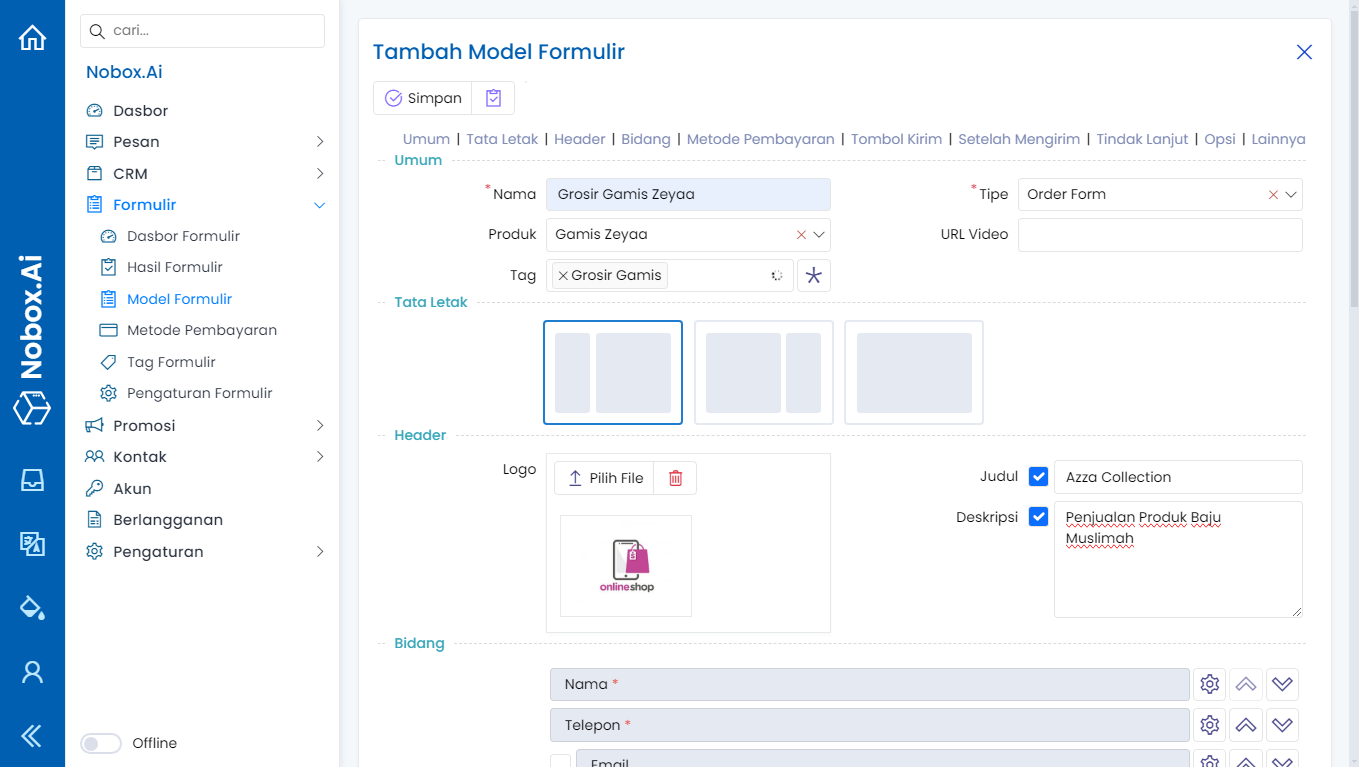 cari...
Nobox.Ai
Dasbor
Pesan
CRM
Formulir
Dasbor Formulir
Hasil Formulir
Model Formulir
Metode Pembayaran
Tag Formulir
Pengaturan Formulir
Promosi
Kontak
Akun
Berlangganan
Pengaturan
Offline
Nobox.Ai
Tambah Model Formulir
Simpan
Umum | Tata Letak | Header | Bidang | Metode Pembayaran | Tombol Kirim | Setelah Mengirim | Tindak Lanjut | Opsi | Lainnya
Umum
*Nama Grosir Gamis Zeyaa
*Tipe Order Form
Produk Gamis Zeyaa
URL Video
Tag Grosir Gamis
Tata Letak
Header
Logo Pilih File
onlineshop
Judul Azza Collection
Deskripsi Penjualan Produk Baju
Muslimah
Bidang
Nama *
Telepon *
Email